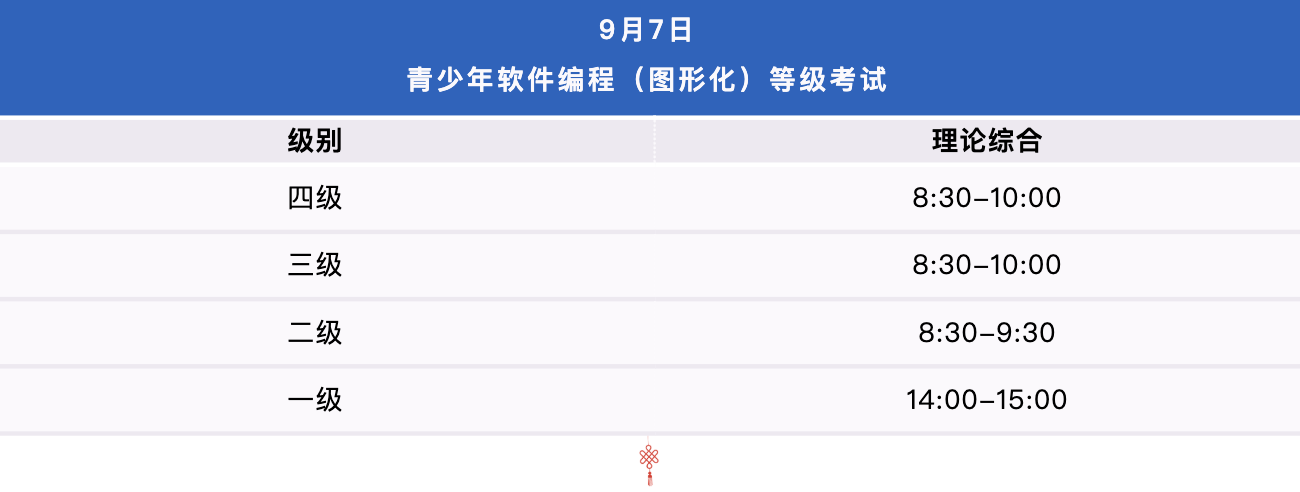 9月7日
青少年软件编程（图形化）等级考试
级别 理论综合
四级 8:30–10:00
三级 8:30–10:00
二级 8:30–9:30
一级 14:00–15:00